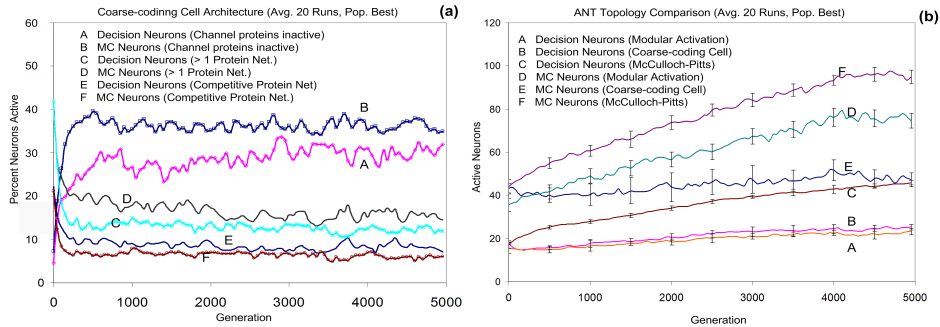 Coarse-codinng Cell Architecture (Avg. 20 Runs, Pop. Best)
(a)
A Decision Neurons (Channel proteins inactive)
B MC Neurons (Channel proteins inactive)
C Decision Neurons (> 1 Protein Net.)
D MC Neurons (> 1 Protein Net.)
E Decision Neurons (Competitive Protein Net)
F MC Neurons (Competitive Protein Net.)
60
50
40
30
20
10
0
Percent Neurons Active
B
A
D
C
E
F
0 1000 2000 3000 4000 5000
Generation
ANT Topology Comparison (Avg. 20 Runs, Pop. Best)
(b)
A Decision Neurons (Modular Activation)
B Decision Neurons (Coarse-coding Cell)
C Decision Neurons (McCulloch-Pitts)
D MC Neurons (Modular Activation)
E MC Neurons (Coarse-coding Cell)
F MC Neurons (McCulloch-Pitts)
120
100
80
60
40
20
0
Active Neurons
F
D
E
C
B
A
0 1000 2000 3000 4000 5000
Generation